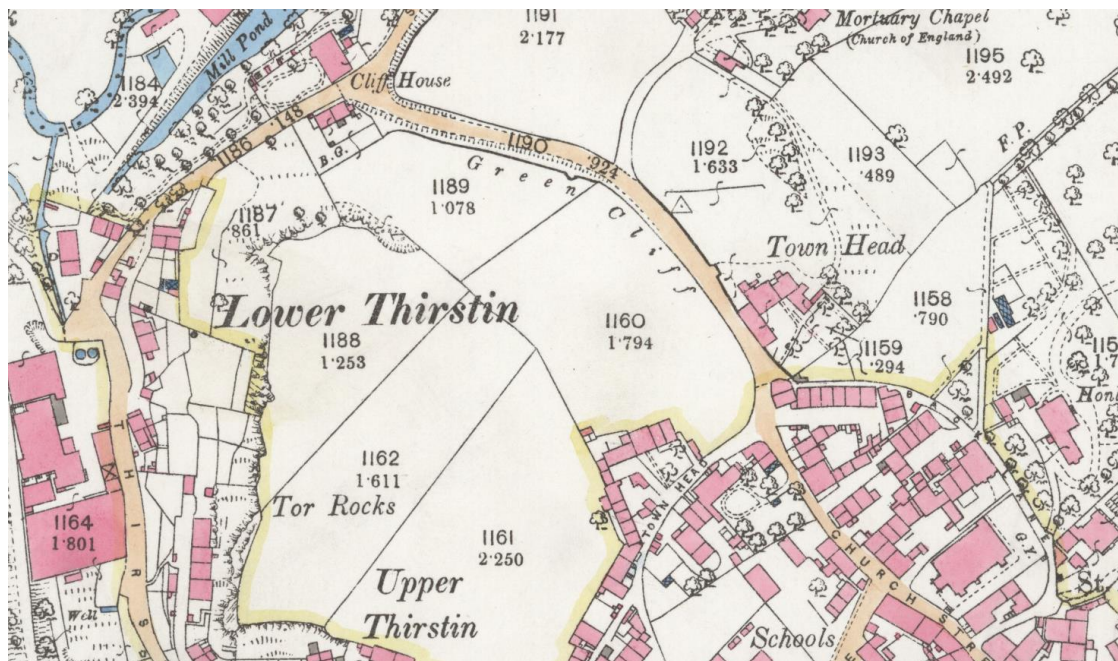 1191
2·177
Mortuary Chapel
(Church of England)
1195
2·492
1184
2·394
Mill Pond
Cliff House
1186
·148
1190
·924
B.G.
Green Cliff
1189
1·078
1192
1·633
1193
·489
F.P.
1187
·861
Town Head
Lower Thirstin
1188
1·253
1160
1·794
1158
·790
1159
·294
1162
1·611
Tor Rocks
1161
2·250
TOWN HEAD
1164
1·801
THIRS
Upper
Thirstin
CHURCH STR
G.Y.
LANE
St.
Well
Schools